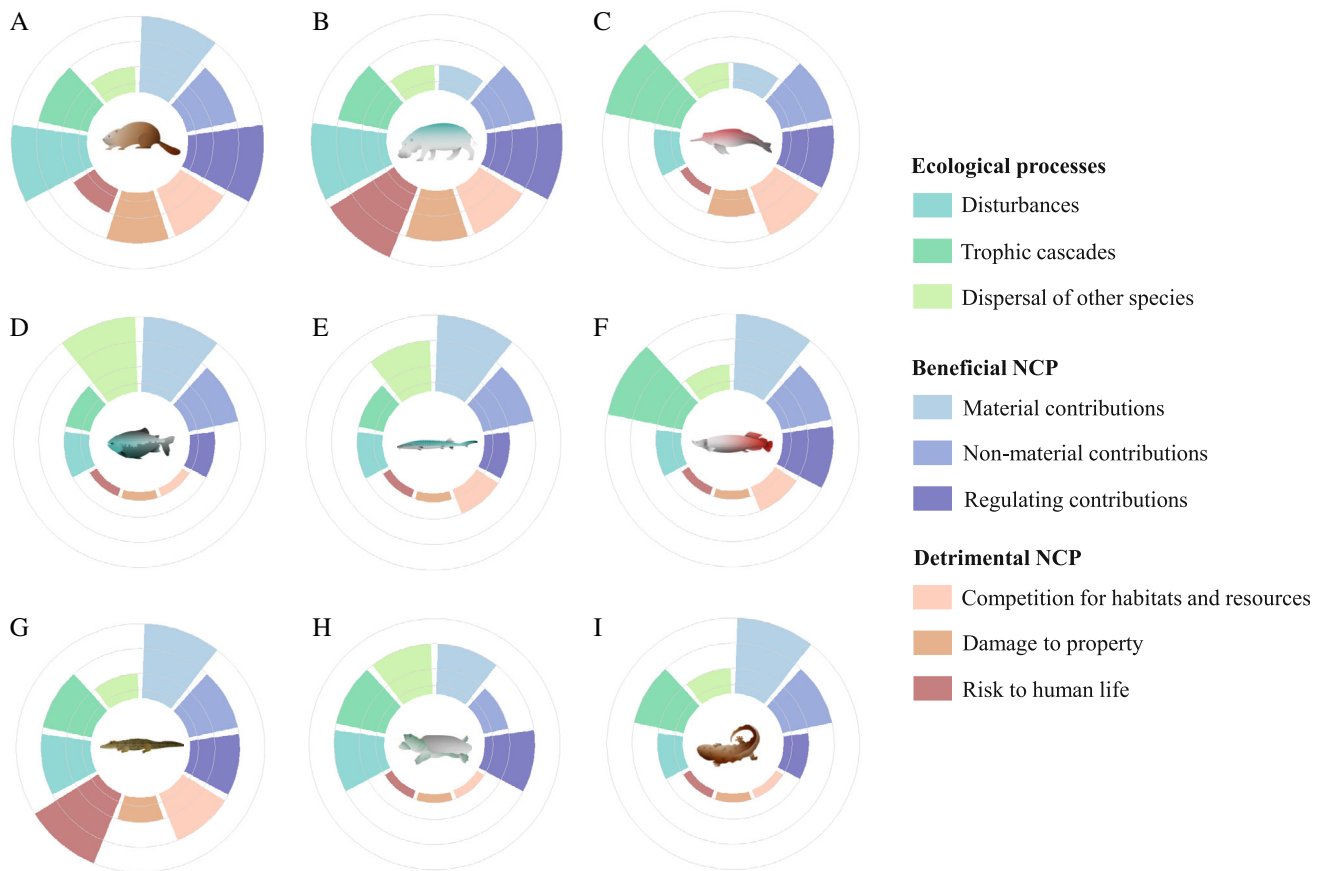 A
B
C
D
E
F
G
H
I
Ecological processes
Disturbances
Trophic cascades
Dispersal of other species
Beneficial NCP
Material contributions
Non-material contributions
Regulating contributions
Detrimental NCP
Competition for habitats and resources
Damage to property
Risk to human life